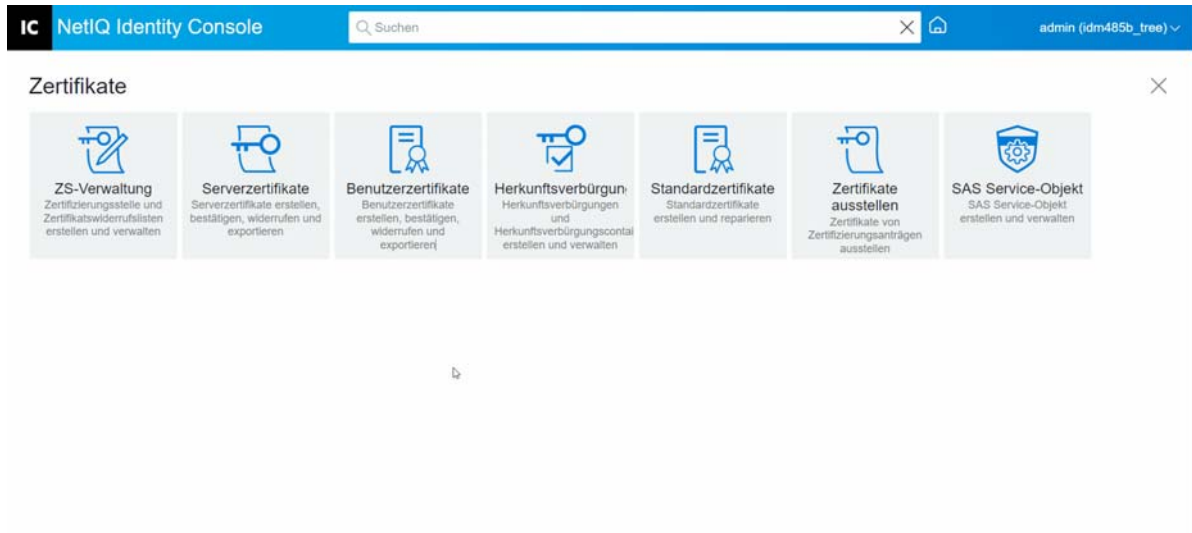 IC NetIQ Identity Console
Suchen
admin (idm485b_tree)
Zertifikate
ZS-Verwaltung
Zertifizierungsstelle und
Zertifikatswiderrufslisten
erstellen und verwalten
Serverzertifikate
Serverzertifikate erstellen,
bestätigen, widerrufen und
exportieren
Benutzerzertifikate
Benutzerzertifikate
erstellen, bestätigen,
widerrufen und
exportieren
Herkunftsverbürgun
Herkunftsverbürgungen
und
Herkunftsverbürgungscontai
erstellen und verwalten
Standardzertifikate
Standardzertifikate
erstellen und reparieren
Zertifikate
ausstellen
Zertifikate von
Zertifizierungsanträgen
ausstellen
SAS Service-Objekt
SAS Service-Objekt
erstellen und verwalten